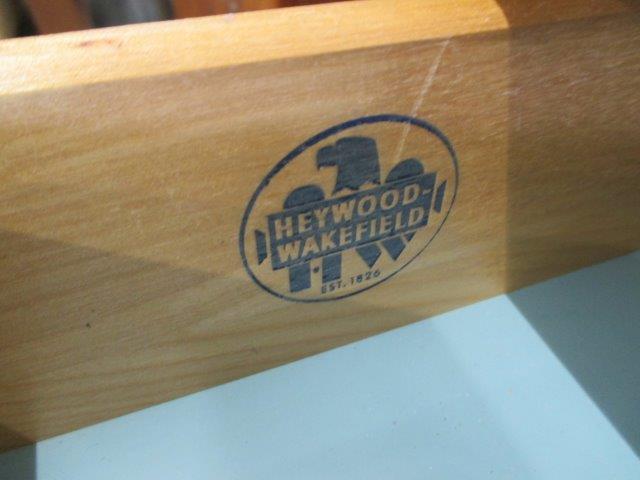 HEYWOOD-
WAKEFIELD
H·W
EST. 1826